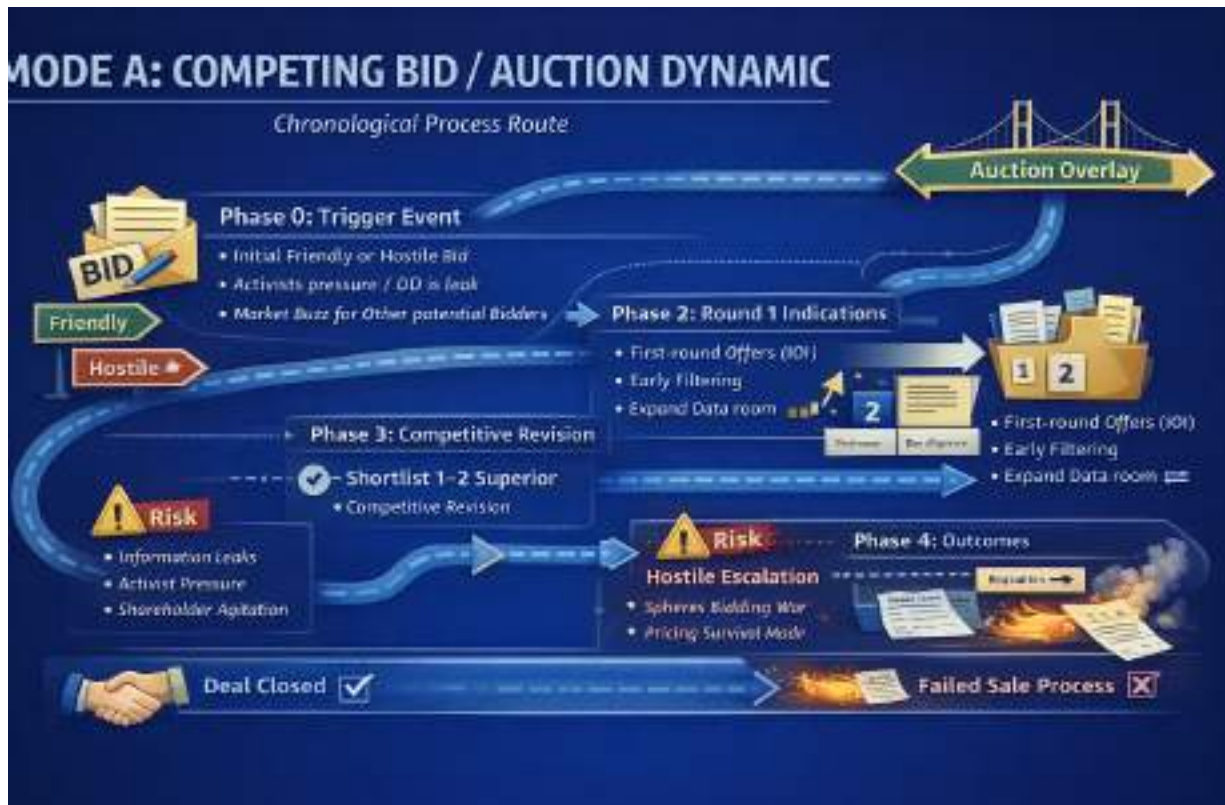 MODE A: COMPETING BID / AUCTION DYNAMIC
Chronological Process Route
Auction Overlay
Phase 0: Trigger Event
BID
• Initial Friendly or Hostile Bid
• Activists pressure / DD is leak
• Market Buzz for Other potential Bidders
Friendly
Hostile
Phase 2: Round 1 Indications
• First-round Offers (IOI)
• Early Filtering
• Expand Data room
2
1 2
• First-round Offers (IOI)
• Early Filtering
• Expand Data room
Phase 3: Competitive Revision
Shortlist 1-2 Superior
• Competitive Revision
Risk
• Information Leaks
• Activist Pressure
• Shareholder Agitation
Risk
Hostile Escalation
• Spheres Bidding War
• Pricing Survival Mode
Phase 4: Outcomes
Deal Closed
Failed Sale Process